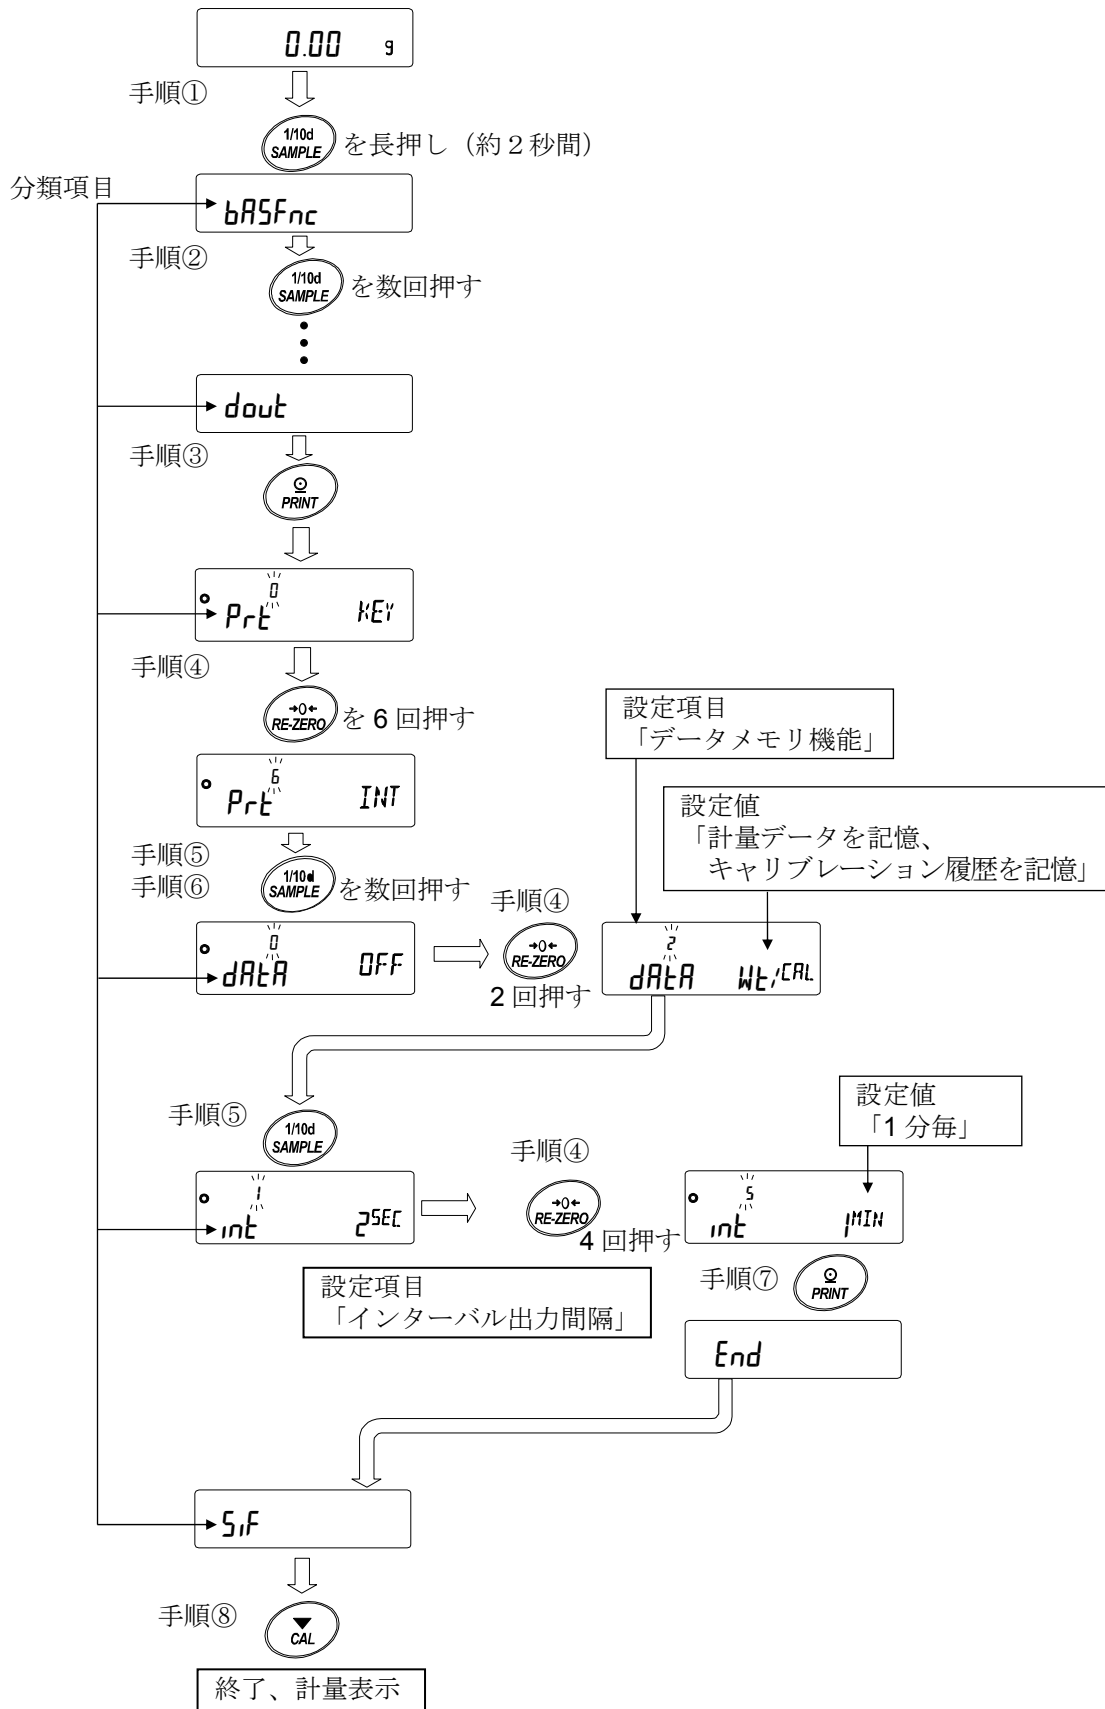 0.00 g
手順①
1/10d
SAMPLE
を長押し（約２秒間）
分類項目
bASFnc
手順②
1/10d
SAMPLE
を数回押す
dout
手順③
PRINT
0
Prt KEY
手順④
→0←
RE-ZERO
を 6 回押す
6
Prt INT
手順⑤
手順⑥
1/10d
SAMPLE
を数回押す
0
dAtA OFF
手順④
→0←
RE-ZERO
2 回押す
設定項目
「データメモリ機能」
設定値
「計量データを記憶、
キャリブレーション履歴を記憶」
2
dAtA Wt/CAL
手順⑤
1/10d
SAMPLE
1
int 2SEC
手順④
→0←
RE-ZERO
4 回押す
設定値
「1 分毎」
5
int 1MIN
設定項目
「インターバル出力間隔」
手順⑦
PRINT
End
SiF
手順⑧
CAL
終了、計量表示